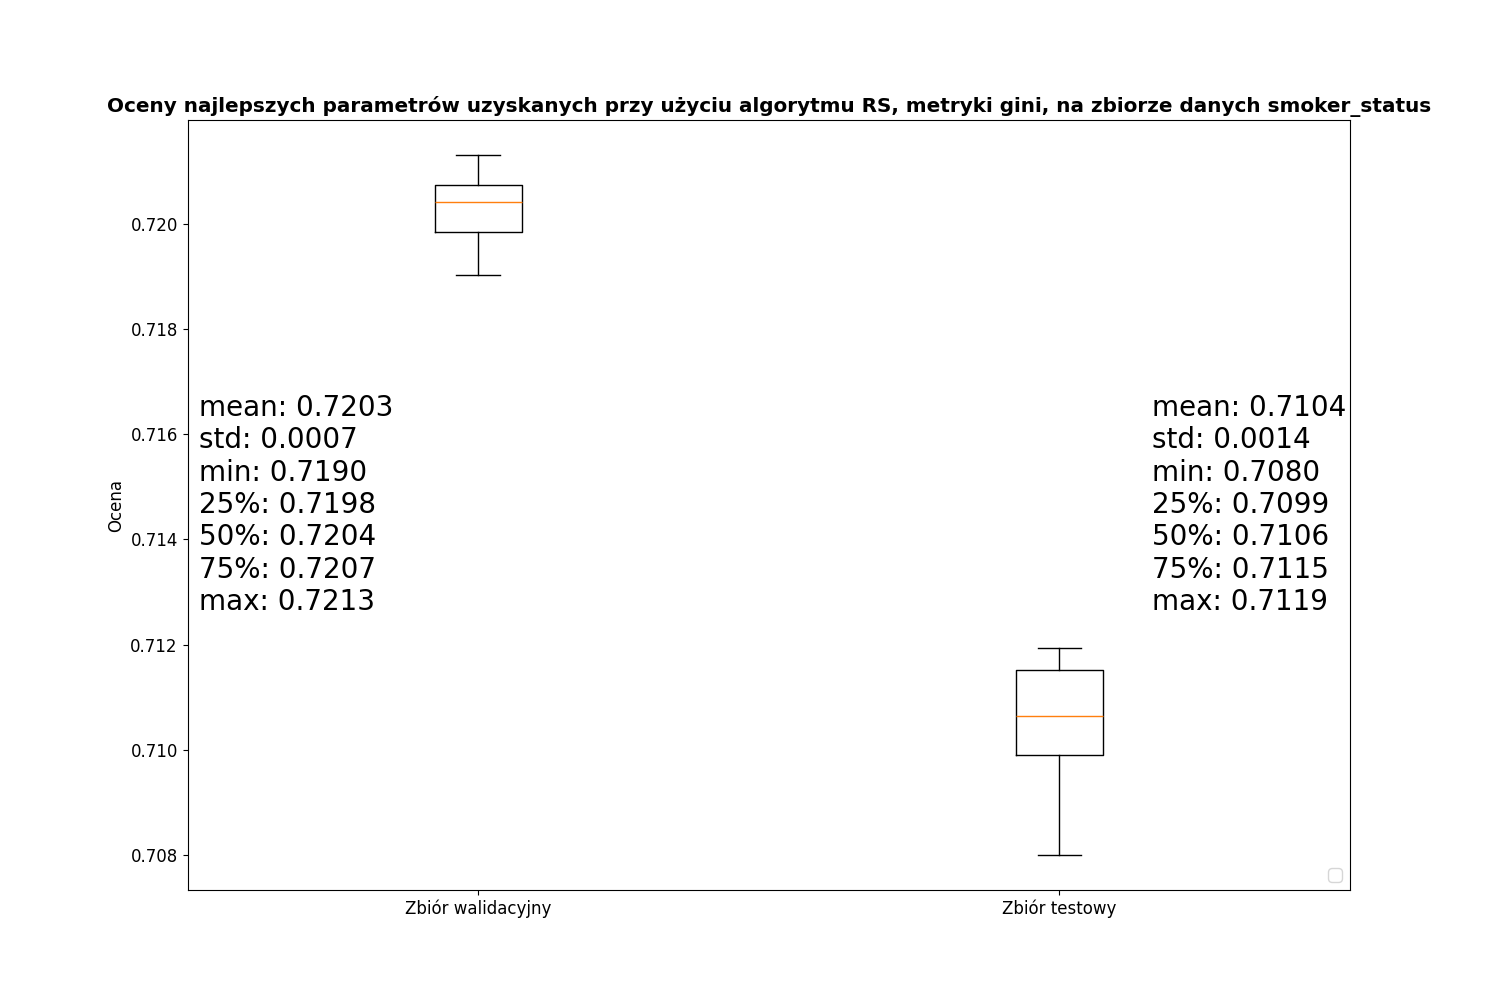 Oceny najlepszych parametrów uzyskanych przy użyciu algorytmu RS, metryki gini, na zbiorze danych smoker_status
0.720
0.718
0.716
0.714
0.712
0.710
0.708
Ocena
mean: 0.7203
std: 0.0007
min: 0.7190
25%: 0.7198
50%: 0.7204
75%: 0.7207
max: 0.7213
mean: 0.7104
std: 0.0014
min: 0.7080
25%: 0.7099
50%: 0.7106
75%: 0.7115
max: 0.7119
Zbiór walidacyjny
Zbiór testowy